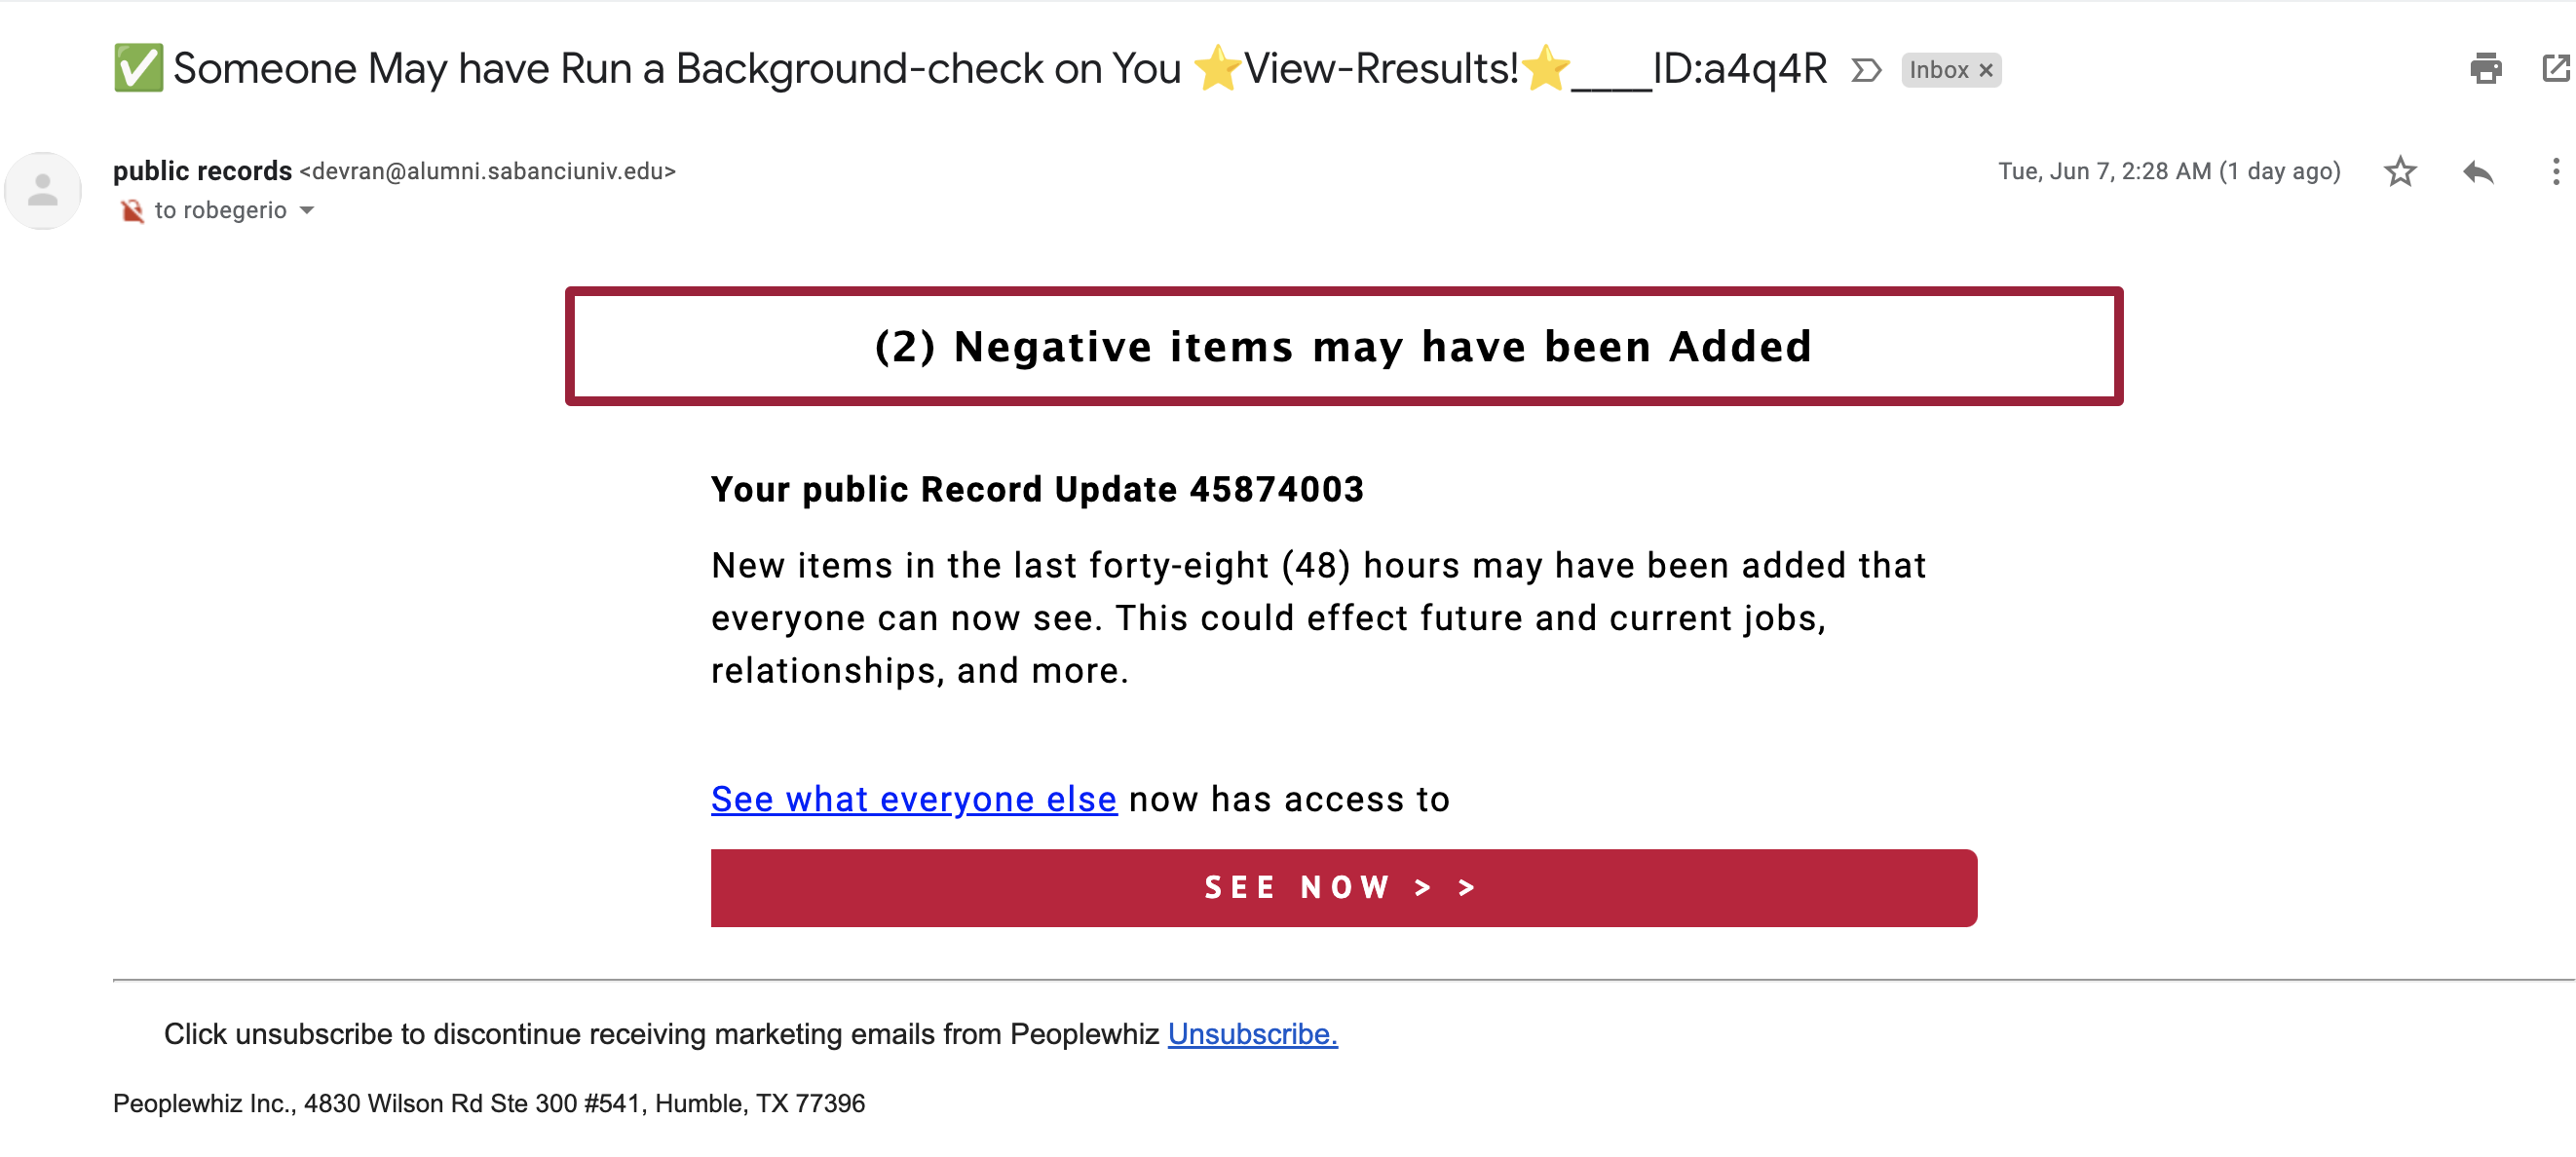 ✅ Someone May have Run a Background-check on You ⭐View-Rresults!⭐____ID:a4q4R Inbox ×
public records <devran@alumni.sabanciuniv.edu> Tue, Jun 7, 2:28 AM (1 day ago)
to robegerio
(2) Negative items may have been Added
Your public Record Update 45874003
New items in the last forty-eight (48) hours may have been added that
everyone can now see. This could effect future and current jobs,
relationships, and more.
See what everyone else now has access to
SEE NOW > >
Click unsubscribe to discontinue receiving marketing emails from Peoplewhiz Unsubscribe.
Peoplewhiz Inc., 4830 Wilson Rd Ste 300 #541, Humble, TX 77396